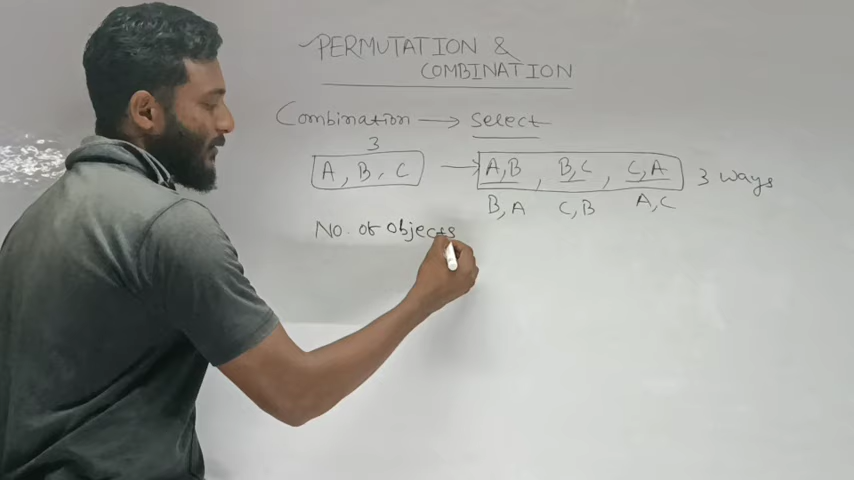 PERMUTATION &
COMBINATION
Combination → Select
3
A, B, C → A,B , B,C , C,A 3 ways
B,A C,B A,C
No. of Objects